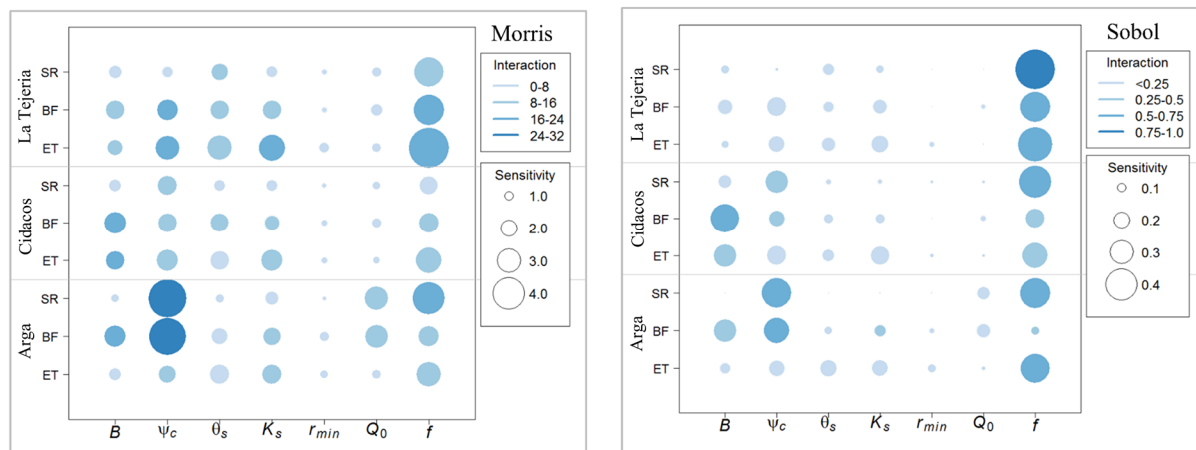 Morris
La Tejeria
SR
BF
ET
Cidacos
SR
BF
ET
Arga
SR
BF
ET
B ψc θs Ks rmin Q0 f
Interaction
0-8
8-16
16-24
24-32
Sensitivity
1.0
2.0
3.0
4.0
Sobol
La Tejeria
SR
BF
ET
Cidacos
SR
BF
ET
Arga
SR
BF
ET
B ψc θs Ks rmin Q0 f
Interaction
<0.25
0.25-0.5
0.5-0.75
0.75-1.0
Sensitivity
0.1
0.2
0.3
0.4